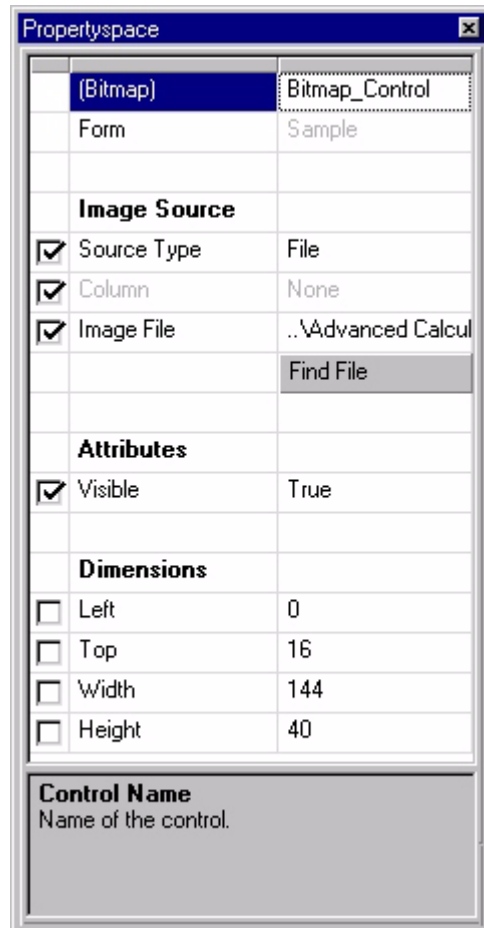 Propertyspace
(Bitmap) Bitmap_Control
Form Sample
Image Source
Source Type File
Column None
Image File ..\Advanced Calcul
Find File
Attributes
Visible True
Dimensions
Left 0
Top 16
Width 144
Height 40
Control Name
Name of the control.